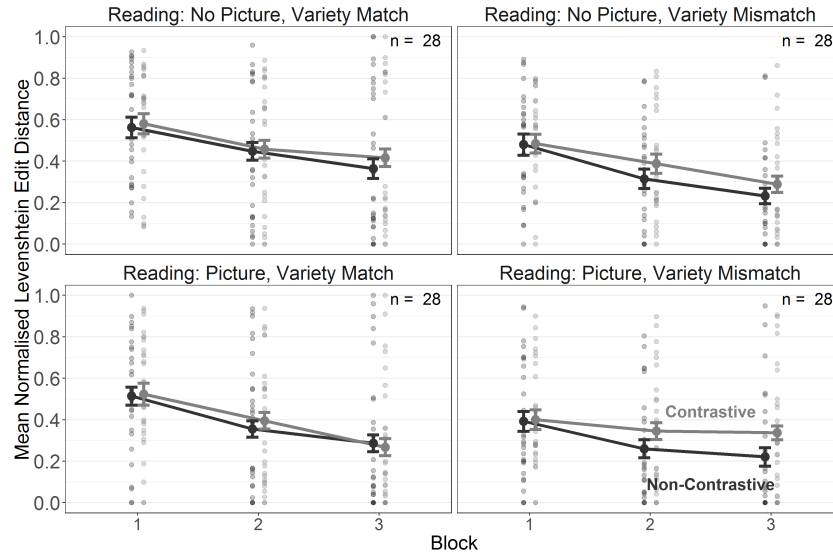 Reading: No Picture, Variety Match
Reading: No Picture, Variety Mismatch
n = 28
n = 28
1.0
0.8
0.6
0.4
0.2
0.0
Reading: Picture, Variety Match
Reading: Picture, Variety Mismatch
n = 28
n = 28
1.0
0.8
0.6
0.4
0.2
0.0
Contrastive
Non-Contrastive
1
2
3
1
2
3
Block
Mean Normalised Levenshtein Edit Distance